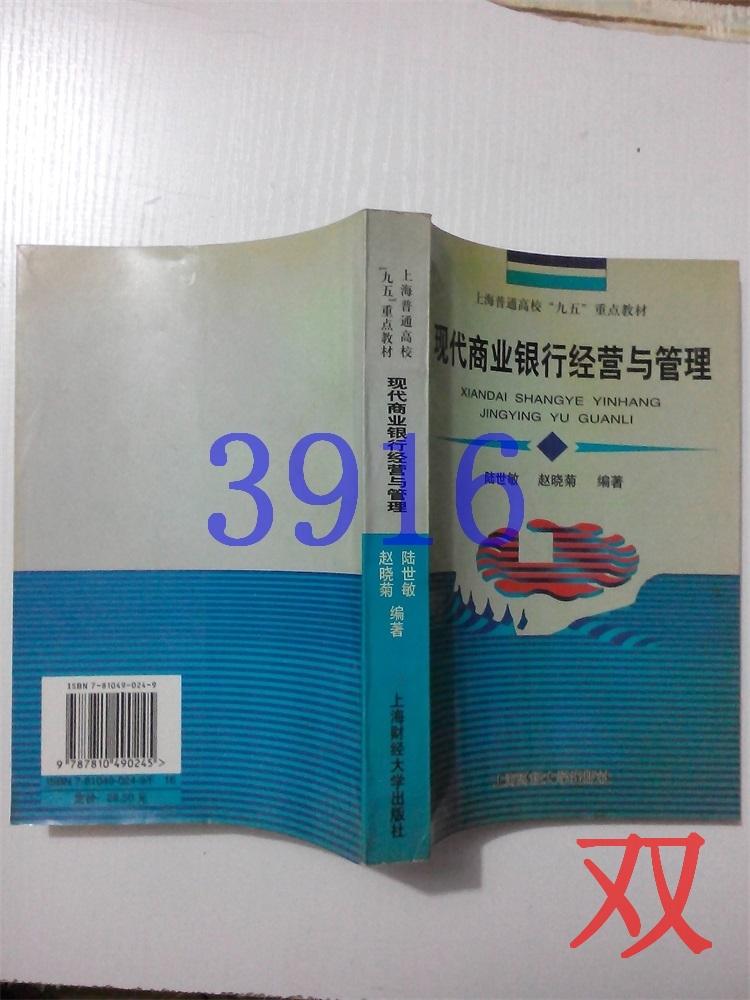 上海普通高校
"九五"重点教材
现代商业银行经营与管理
陆世敏
赵晓菊
编著
上海财经大学出版社
上海普通高校“九五”重点教材
现代商业银行经营与管理
XIANDAI SHANGYE YINHANG
JINGYING YU GUANLI
陆世敏 赵晓菊 编著
3916
ISBN 7-81049-024-9
9 787810 490245 >
双